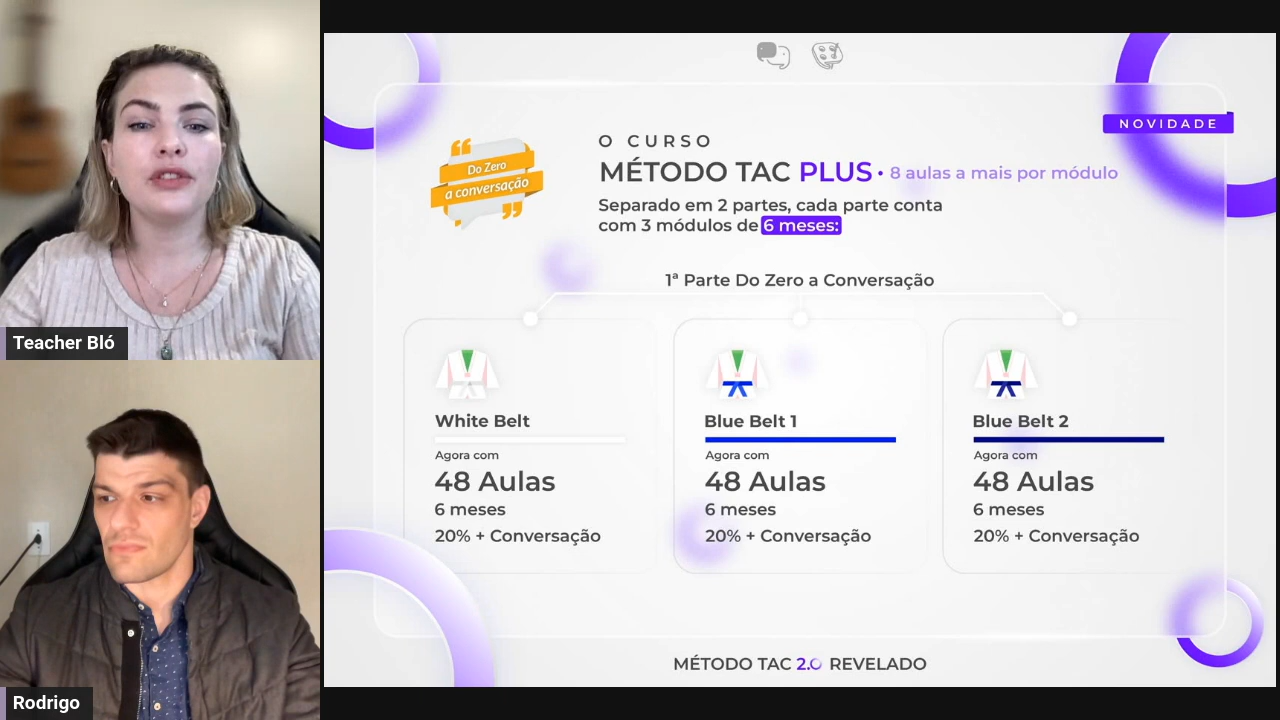 Teacher Bló
Rodrigo
NOVIDADE
Do Zero
a conversação
O CURSO
MÉTODO TAC PLUS • 8 aulas a mais por módulo
Separado em 2 partes, cada parte conta
com 3 módulos de 6 meses:
1ª Parte Do Zero a Conversação
White Belt
Agora com
48 Aulas
6 meses
20% + Conversação
Blue Belt 1
Agora com
48 Aulas
6 meses
20% + Conversação
Blue Belt 2
Agora com
48 Aulas
6 meses
20% + Conversação
MÉTODO TAC 2.0 REVELADO